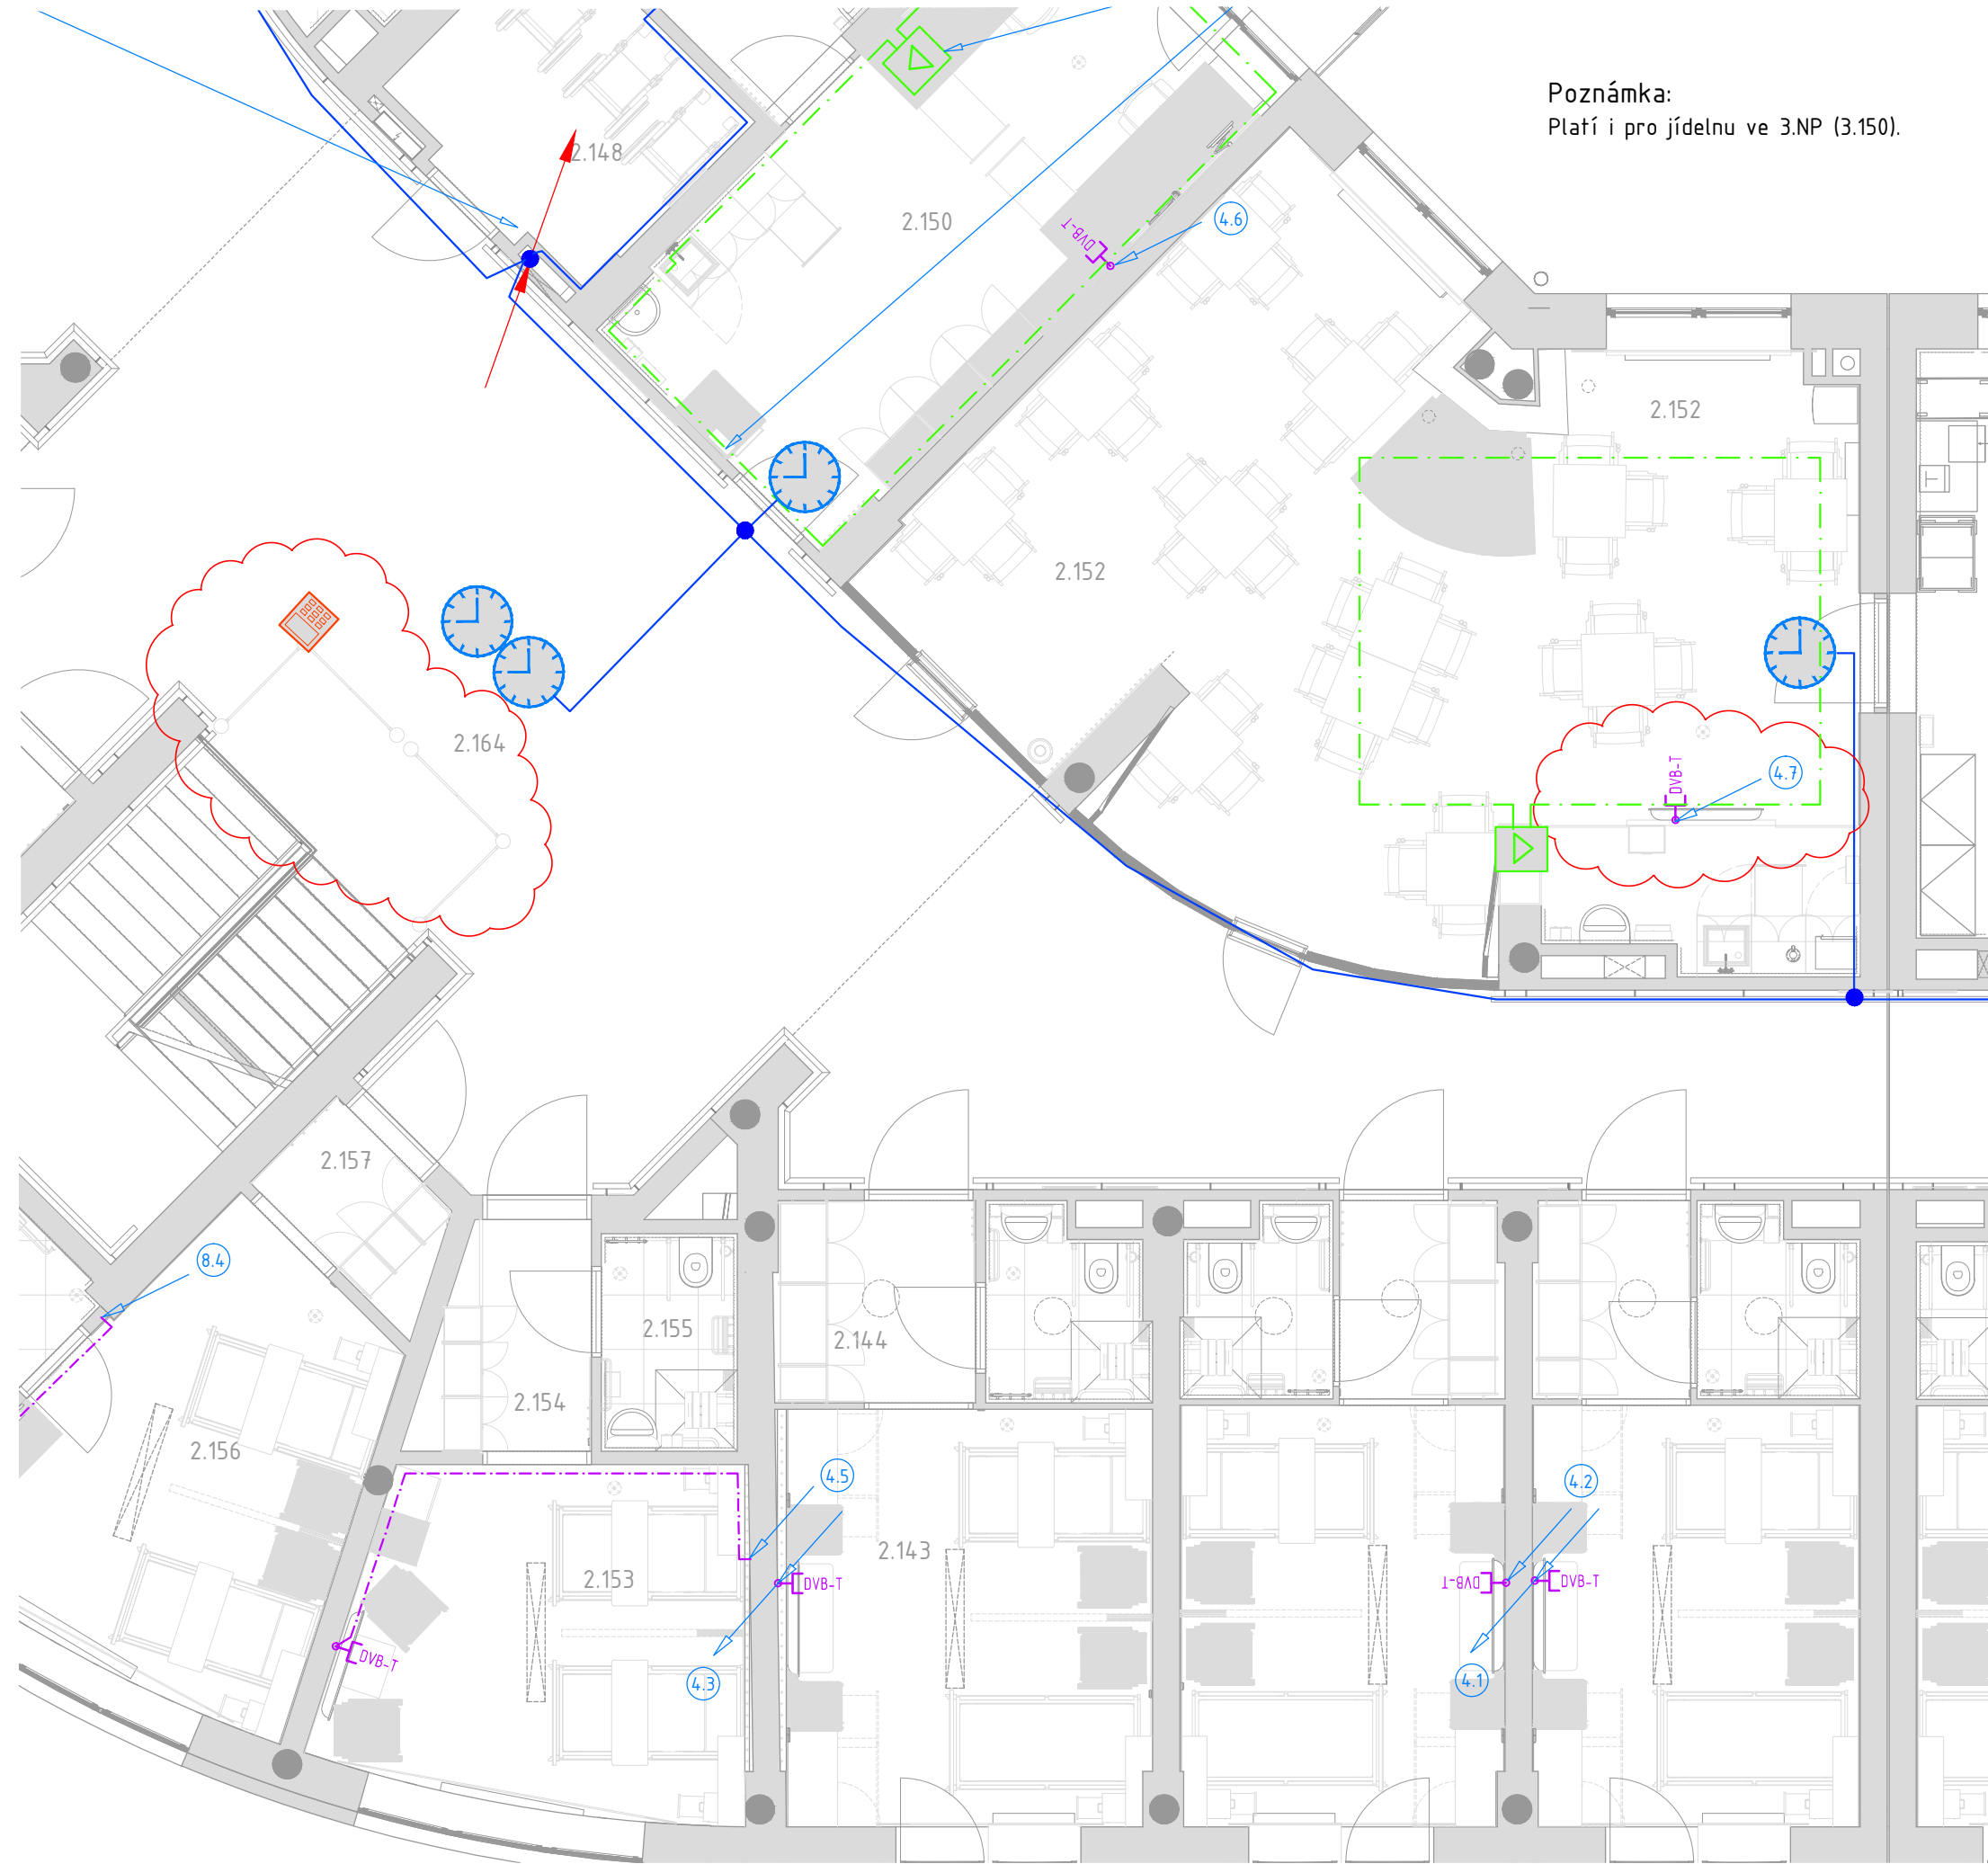 Poznámka:
Platí i pro jídelnu ve 3.NP (3.150).
2.148
2.150
DVB-T
4.6
2.152
2.152
2.164
DVB-T
4.7
2.157
8.4
2.155
2.144
2.154
2.156
4.5
4.2
2.153
2.143
DVB-T
DVB-T
DVB-T
DVB-T
4.3
4.1